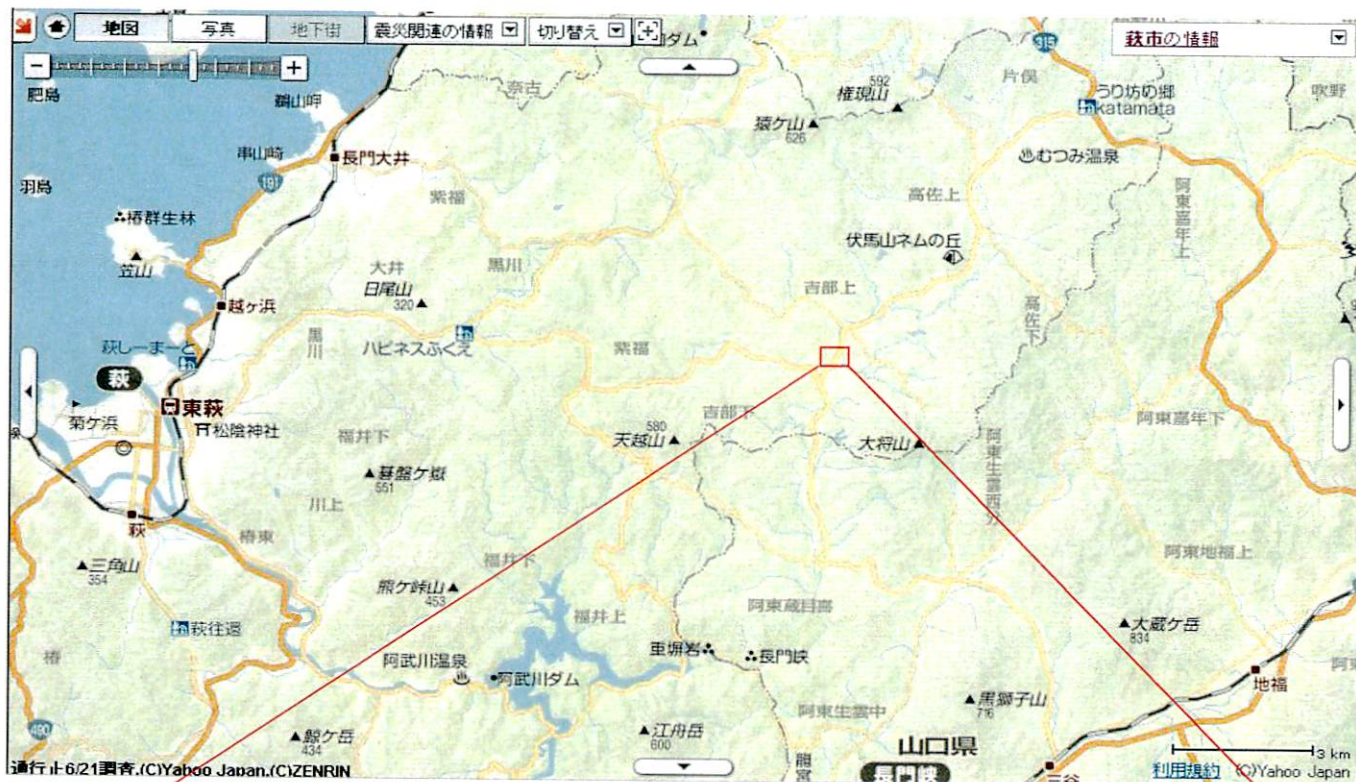 地図
写真
地下街
震災関連の情報
切り替え
萩市の情報
肥島
鵜山岬
奈古
592
権現山
片俣
315
うり坊の郷
katamata
吹野
猿ケ山
626
串山崎
長門大井
むつみ温泉
羽島
191
紫福
高佐上
阿東嘉年上
椿群生林
伏馬山ネムの丘
笠山
大井
黒川
日尾山
320
吉部上
越ヶ浜
高佐下
黒川
萩しーまーと
ハピネスふくえ
紫福
萩
東萩
菊ケ浜
松陰神社
吉部下
阿東嘉年下
福井下
580
天越山
大将山
阿東生雲西分
碁盤ケ嶽
551
川上
萩
椿東
三角山
354
福井下
阿東地福上
熊ケ峠山
453
福井上
阿東蔵目喜
萩往還
大蔵ケ岳
834
椿
阿武川温泉
重塀岩
長門峡
地福
阿武川ダム
黒獅子山
716
490
鯨ケ岳
434
江舟岳
600
阿東生雲中
山口県
3 km
通行止6/21調査.(C)Yahoo Japan,(C)ZENRIN
長門峡
三谷
利用規約
(C)Yahoo Japan